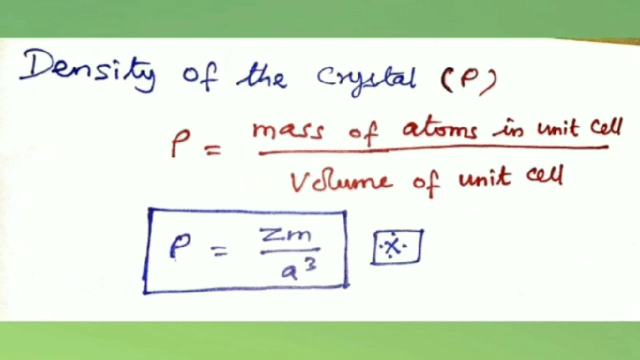 Density of the Crystal (ρ)
ρ = mass of atoms in unit cell / Volume of unit cell
ρ = Zm / a³ ※